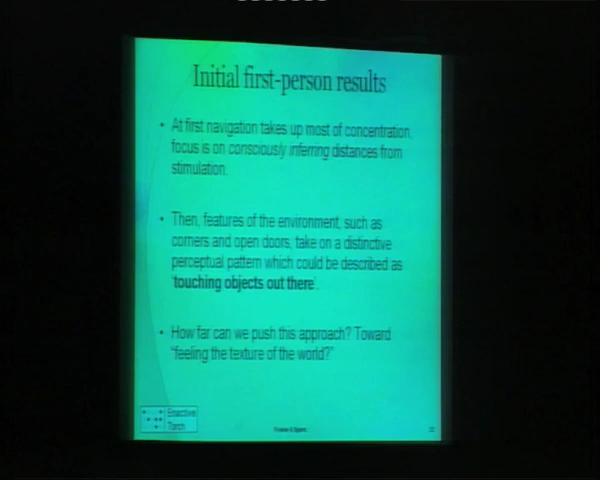 Initial first-person results
• At first navigation takes up most of concentration,
focus is on consciously inferring distances from
stimulation.
• Then, features of the environment, such as
corners and open doors, take on a distinctive
perceptual pattern which could be described as
'touching objects out there'.
• How far can we push this approach? Toward
"feeling the texture of the world?"
Enactive
Torch